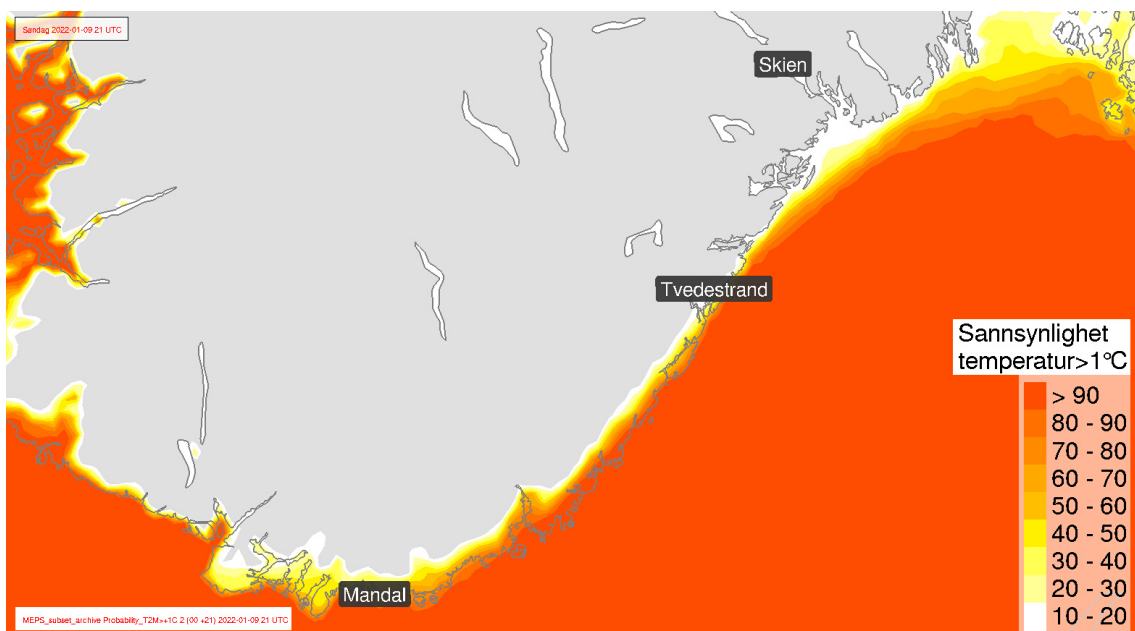 Søndag 2022-01-09 21 UTC
Skien
Tvedestrand
Sannsynlighet
temperatur>1°C
> 90
80 - 90
70 - 80
60 - 70
50 - 60
40 - 50
30 - 40
20 - 30
10 - 20
Mandal
MEPS_subset_archive Probability_T2M>+1C 2 (00 +21) 2022-01-09 21 UTC